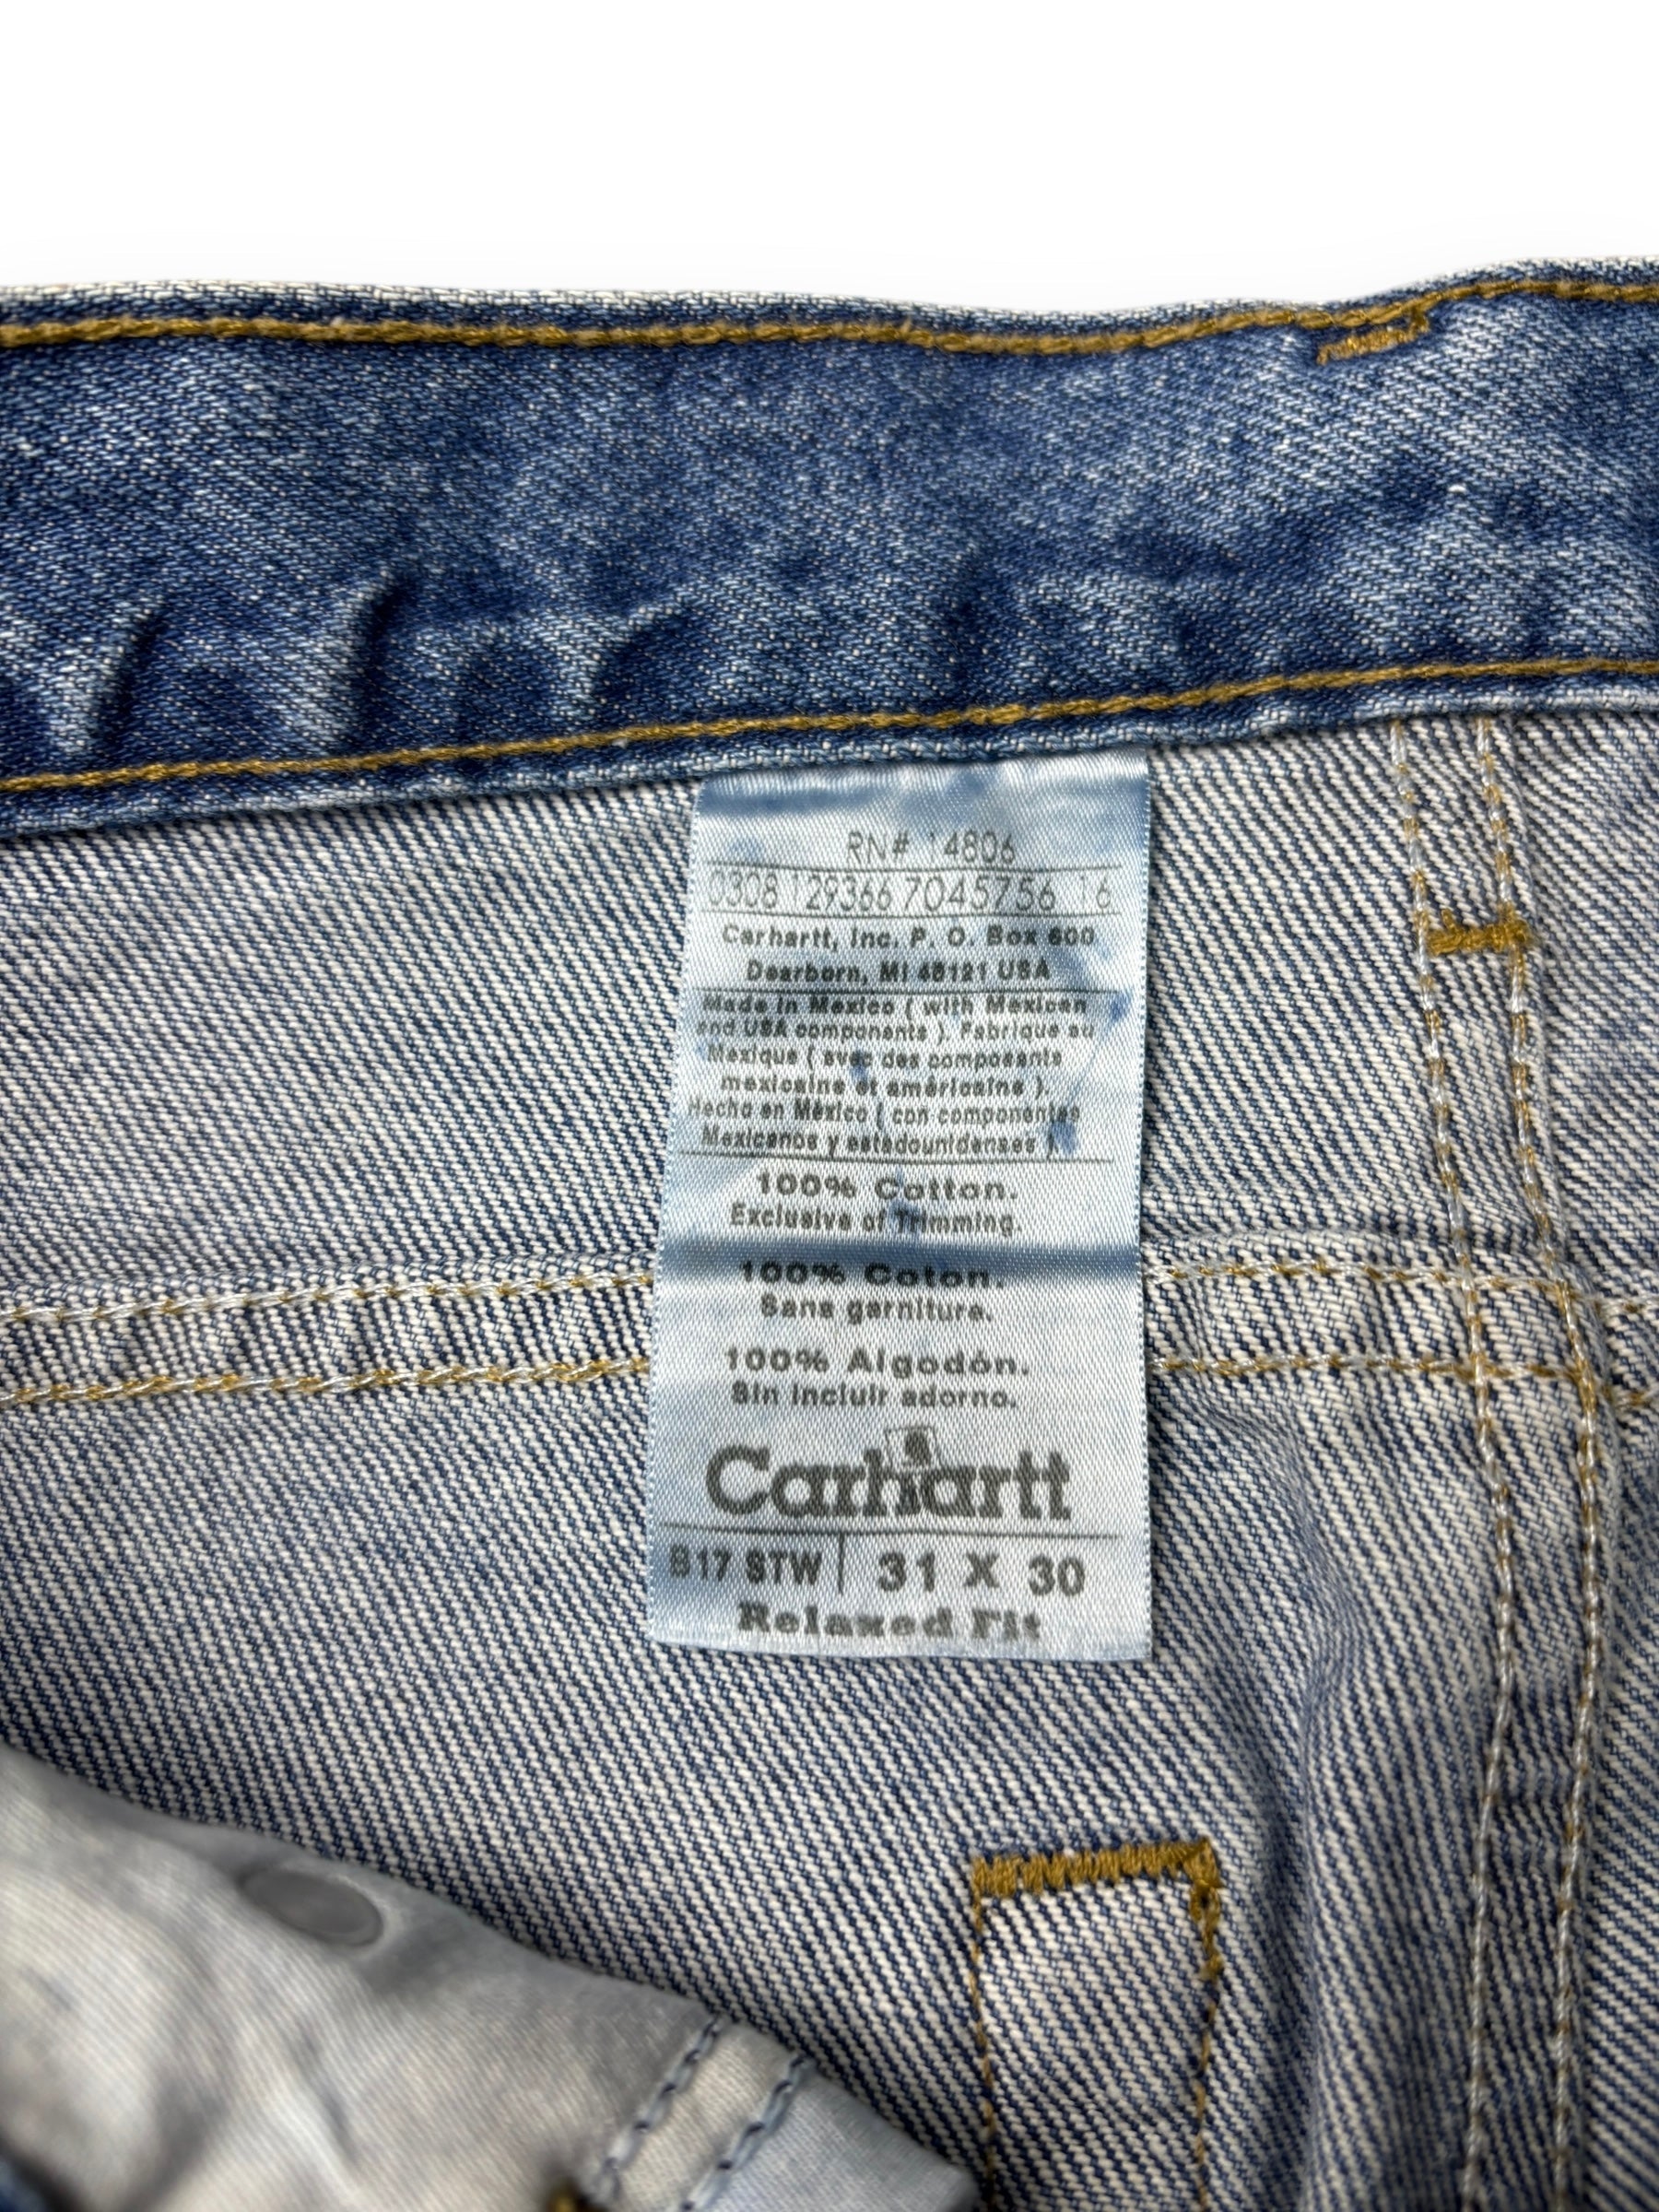 RN# 14806
0308 129366 7045756 16
Carhartt, Inc. P. O. Box 600
Dearborn, MI 48121 USA
Made in Mexico ( with Mexican
and USA components ). Fabrique au
Mexique ( avec des composants
mexicains et américains ).
Hecho en México ( con componentes
Mexicanos y estadounidenses )
100% Cotton.
Exclusive of Trimming.
100% Coton.
Sans garniture.
100% Algodón.
Sin incluir adorno.
Carhartt
B17 STW | 31 X 30
Relaxed Fit